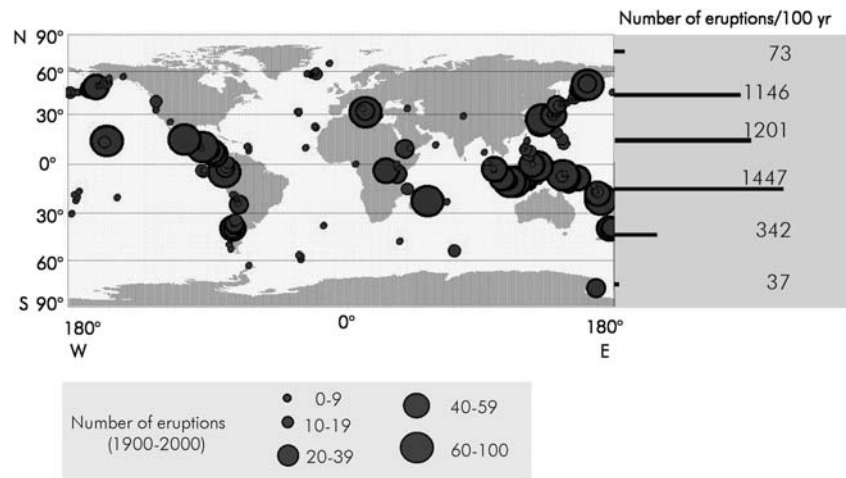 Number of eruptions/100 yr
N 90°
73
60°
1146
30°
1201
0°
1447
30°
342
60°
37
S 90°
180° 0° 180°
W E
Number of eruptions
(1900-2000)
0-9
10-19
20-39
40-59
60-100